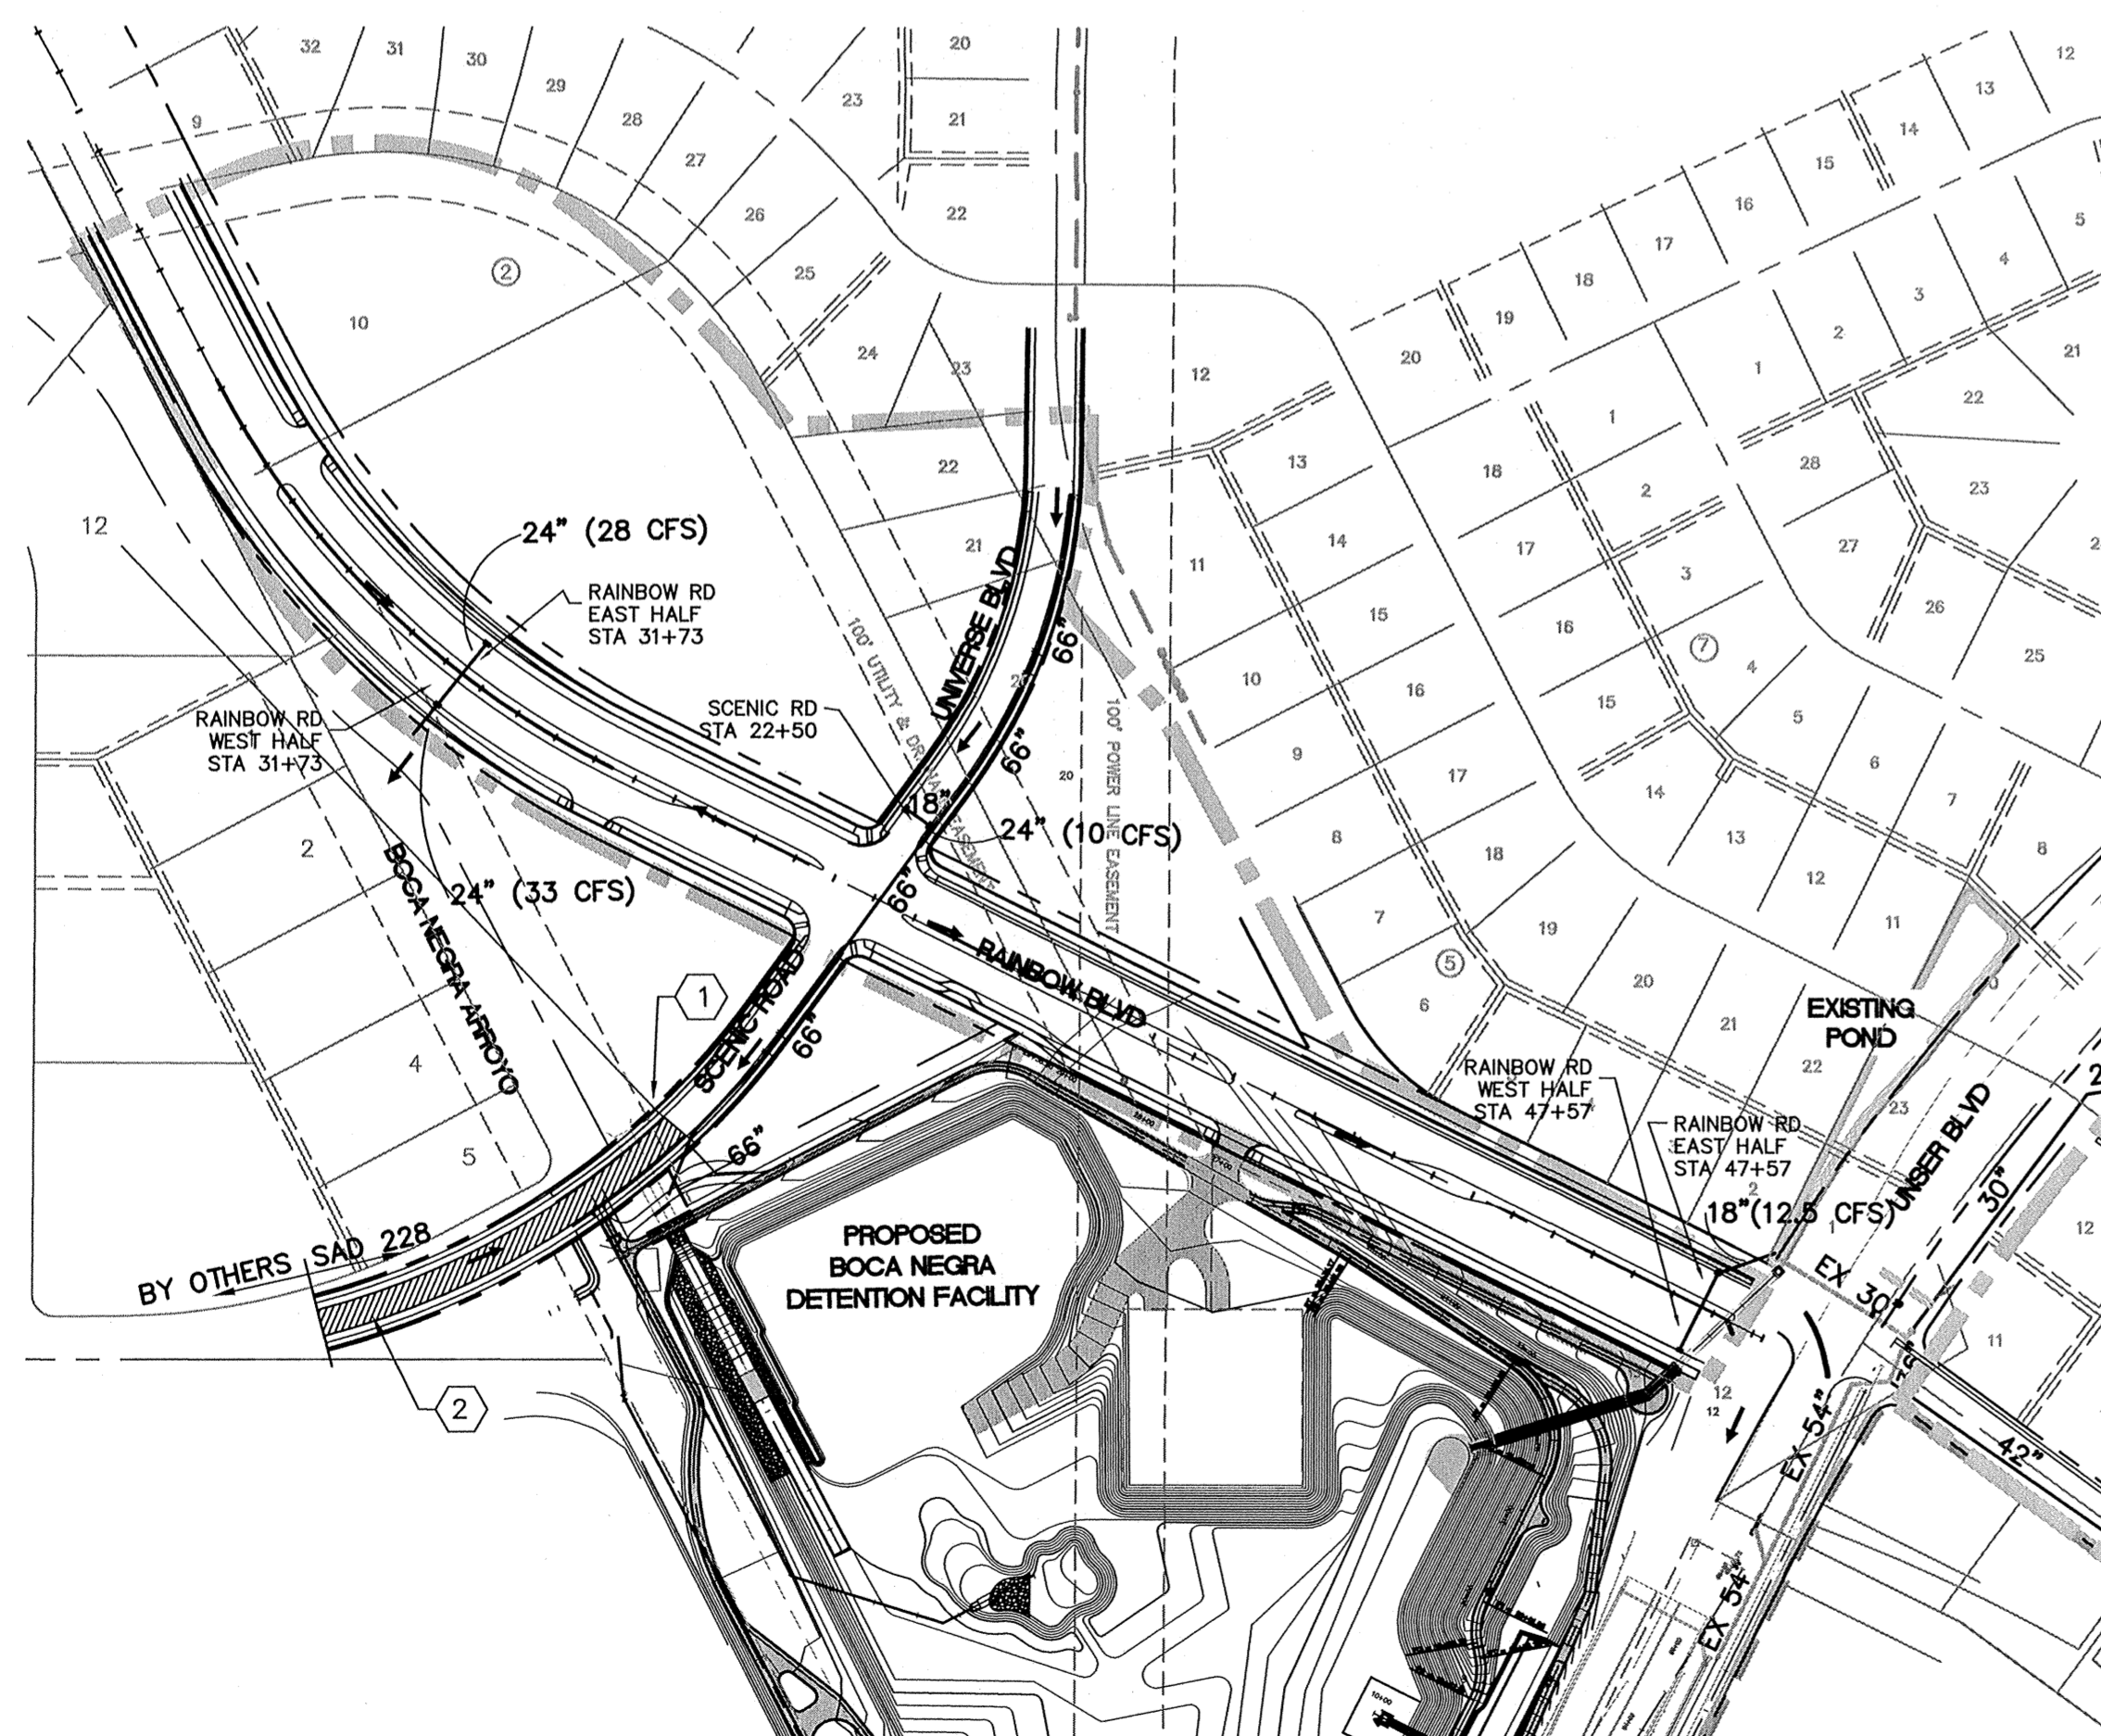 32
31
30
29
28
27
26
25
24
23
9
23
20
21
22
12
13
14
15
16
17
18
19
20
5
4
3
2
1
21
22
2
10
12
12
1
18
28
23
22
13
2
27
21
14
17
3
26
11
15
16
7
4
25
10
16
15
5
9
17
14
6
7
8
18
13
8
12
7
19
11
5
20
6
21
22
23
24" (28 CFS)
RAINBOW RD
EAST HALF
STA 31+73
RAINBOW RD
WEST HALF
STA 31+73
SCENIC RD
STA 22+50
UNIVERSE BLVD
66"
66"
100' UTILITY & DRAINAGE EASEMENT
100' POWER LINE EASEMENT
20
18"
24" (10 CFS)
24" (33 CFS)
66"
BOCA NEGRA ARROYO
RAINBOW BLVD
SCENIC ROAD
66"
66"
1
2
4
5
EXISTING
POND
RAINBOW RD
WEST HALF
STA 47+57
RAINBOW RD
EAST HALF
STA 47+57
2
1
18"(12.5 CFS)
UNSER BLVD
30"
12
11
BY OTHERS SAD 228
2
PROPOSED
BOCA NEGRA
DETENTION FACILITY
EX 30"
12
12
EX 54"
42"
EX 54"
10+00